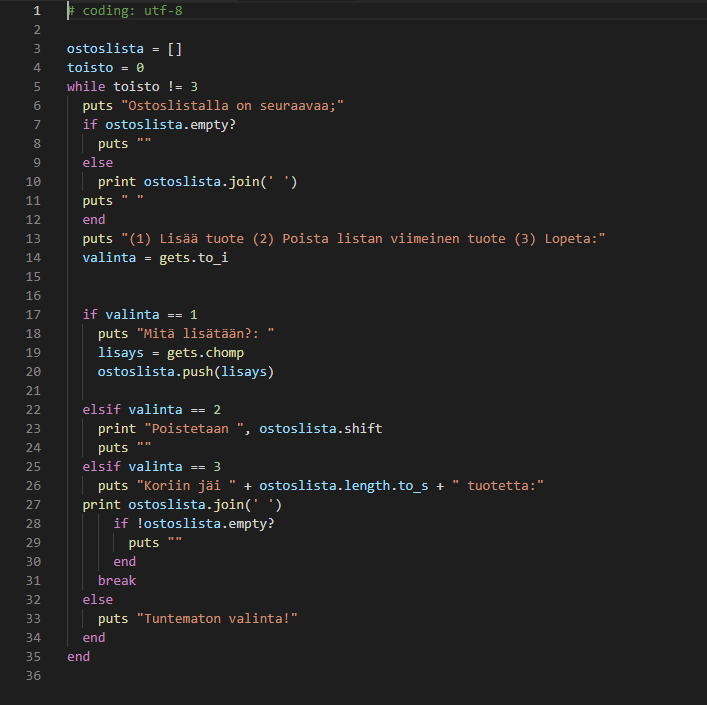 1 # coding: utf-8
2
3 ostoslista = []
4 toisto = 0
5 while toisto != 3
6   puts "Ostoslistalla on seuraavaa;"
7   if ostoslista.empty?
8     puts ""
9   else
10     print ostoslista.join(' ')
11   puts " "
12   end
13   puts "(1) Lisää tuote (2) Poista listan viimeinen tuote (3) Lopeta:"
14   valinta = gets.to_i
15
16
17   if valinta == 1
18     puts "Mitä lisätään?: "
19     lisays = gets.chomp
20     ostoslista.push(lisays)
21
22   elsif valinta == 2
23     print "Poistetaan ", ostoslista.shift
24     puts ""
25   elsif valinta == 3
26     puts "Koriin jäi " + ostoslista.length.to_s + " tuotetta:"
27   print ostoslista.join(' ')
28       if !ostoslista.empty?
29         puts ""
30       end
31     break
32   else
33     puts "Tuntematon valinta!"
34   end
35 end
36